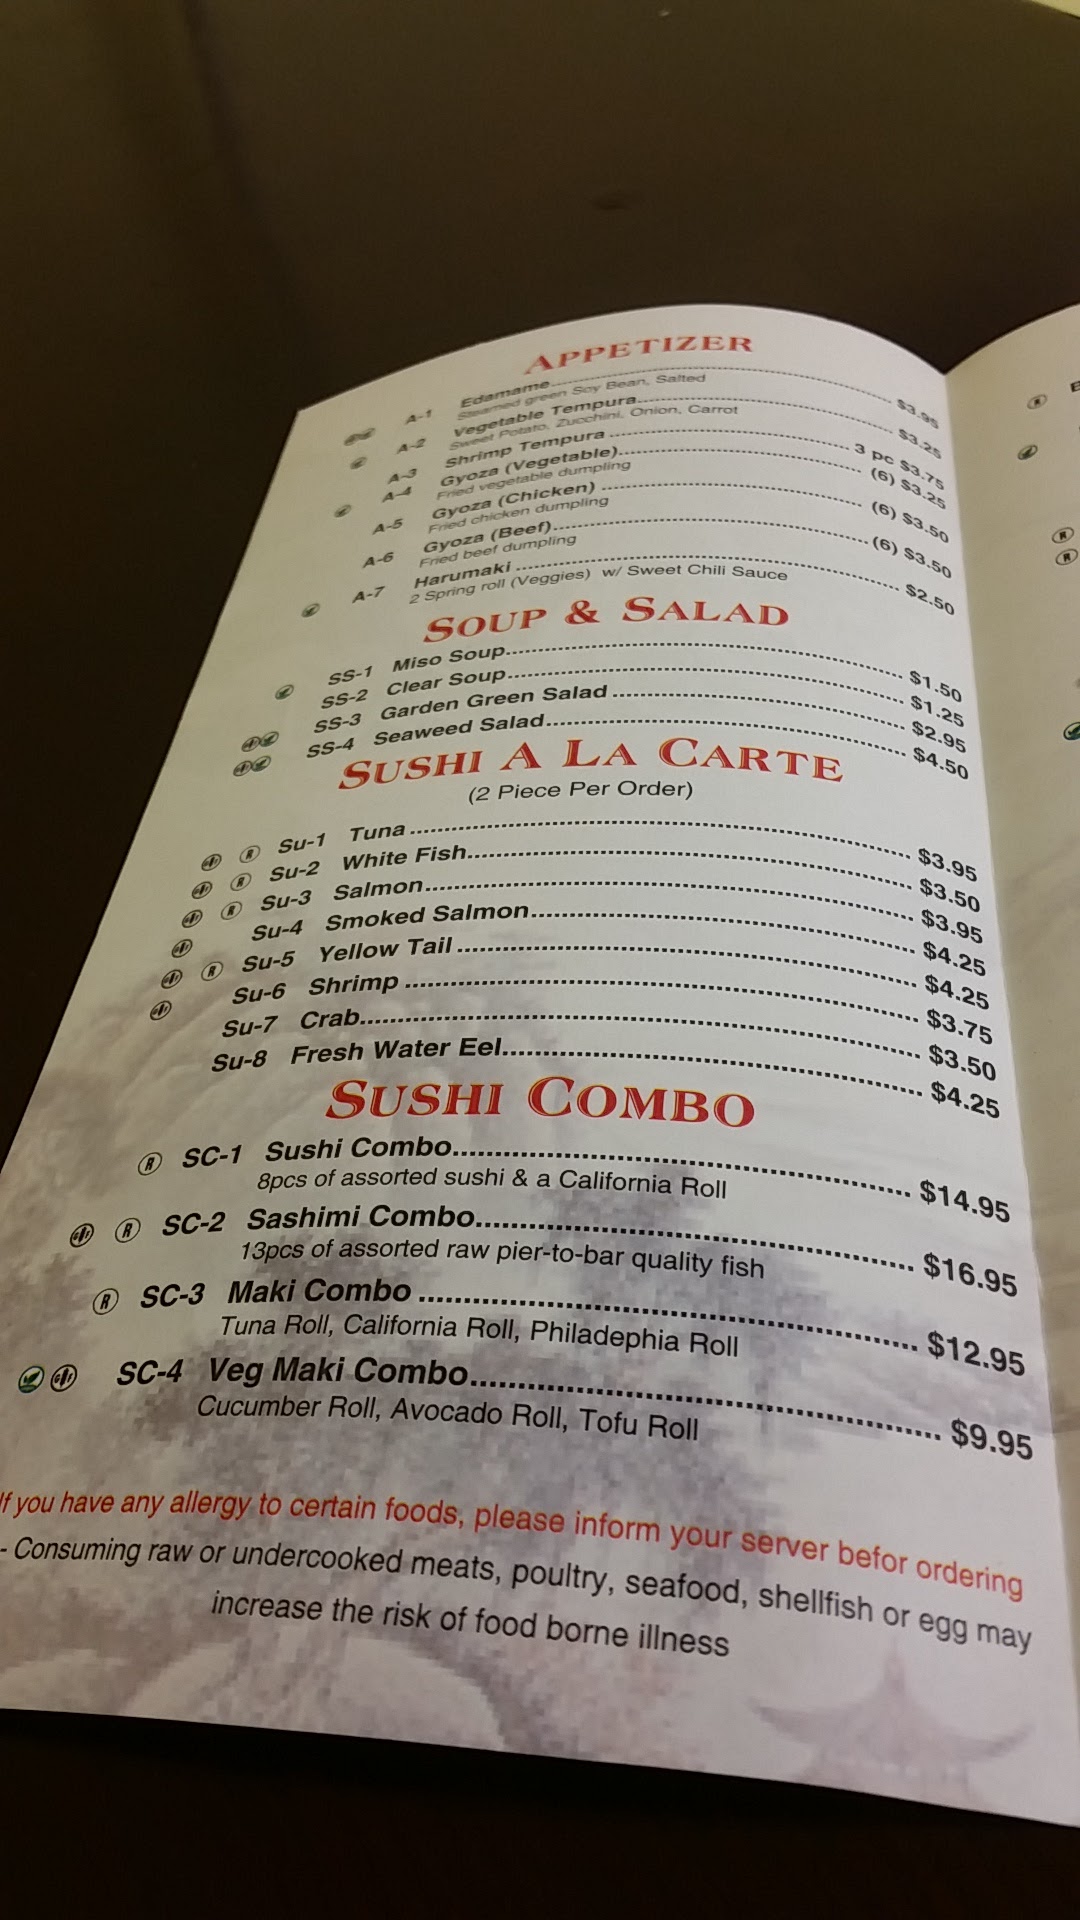 APPETIZER
A-1 Edamame $3.95
Steamed green Soy Bean, Salted
A-2 Vegetable Tempura $3.25
Sweet Potato, Zucchini, Onion, Carrot
A-3 Shrimp Tempura 3 pc $3.75
A-4 Gyoza (Vegetable) (6) $3.25
Fried vegetable dumpling
A-5 Gyoza (Chicken) (6) $3.50
Fried chicken dumpling
A-6 Gyoza (Beef) (6) $3.50
Fried beef dumpling
A-7 Harumaki $2.50
2 Spring roll (Veggies) w/ Sweet Chili Sauce
SOUP & SALAD
SS-1 Miso Soup $1.50
SS-2 Clear Soup $1.25
SS-3 Garden Green Salad $2.95
SS-4 Seaweed Salad $4.50
SUSHI A LA CARTE
(2 Piece Per Order)
R Su-1 Tuna $3.95
R Su-2 White Fish $3.50
R Su-3 Salmon $3.95
Su-4 Smoked Salmon $4.25
R Su-5 Yellow Tail $4.25
Su-6 Shrimp $3.75
Su-7 Crab $3.50
Su-8 Fresh Water Eel $4.25
SUSHI COMBO
R SC-1 Sushi Combo $14.95
8pcs of assorted sushi & a California Roll
R SC-2 Sashimi Combo $16.95
13pcs of assorted raw pier-to-bar quality fish
R SC-3 Maki Combo $12.95
Tuna Roll, California Roll, Philadephia Roll
SC-4 Veg Maki Combo $9.95
Cucumber Roll, Avocado Roll, Tofu Roll
If you have any allergy to certain foods, please inform your server befor ordering
- Consuming raw or undercooked meats, poultry, seafood, shellfish or egg may
increase the risk of food borne illness